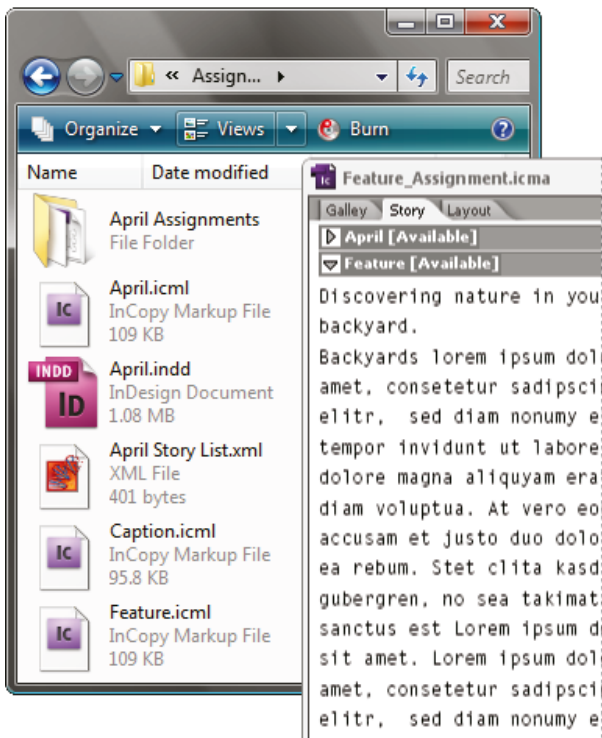 « Assign...
Search
Organize Views Burn
Name Date modified
April Assignments
File Folder
April.icml
InCopy Markup File
109 KB
INDD
Id
April.indd
InDesign Document
1.08 MB
April Story List.xml
XML File
401 bytes
Caption.icml
InCopy Markup File
95.8 KB
Feature.icml
InCopy Markup File
109 KB
Ic
Ic
Ic
Ic Feature_Assignment.icma
Galley Story Layout
April [Available]
Feature [Available]
Discovering nature in you
backyard.
Backyards lorem ipsum dol
amet, consetetur sadipsci
elitr, sed diam nonumy e
tempor invidunt ut labore
dolore magna aliquyam era
diam voluptua. At vero eo
accusam et justo duo dolo
ea rebum. Stet clita kasd
gubergren, no sea takimat
sanctus est Lorem ipsum d
sit amet. Lorem ipsum dol
amet, consetetur sadipsci
elitr, sed diam nonumy e